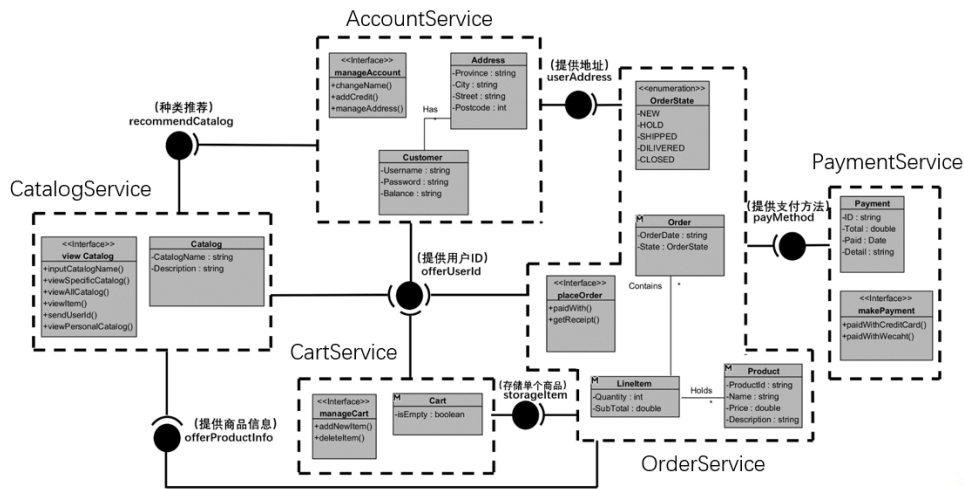 AccountService
<<Interface>>
manageAccount
+changeName()
+addCredit()
+manageAddress()
Address
-Province : string
-City : string
-Street : string
-Postcode : int
Has
*
Customer
-Username : string
-Password : string
-Balance : string
(提供地址)
userAddress
(种类推荐)
recommendCatalog
<<enumeration>>
OrderState
-NEW
-HOLD
-SHIPPED
-DILIVERED
-CLOSED
PaymentService
Payment
-ID : string
-Total : double
-Paid : Date
-Detail : string
<<Interface>>
makePayment
+paidWithCreditCard()
+paidWithWecaht()
(提供支付方法)
payMethod
CatalogService
<<Interface>>
view Catalog
+inputCatalogName()
+viewSpecificCatalog()
+viewAllCatalog()
+viewItem()
+sendUserId()
+viewPersonalCatalog()
Catalog
-CatalogName : string
-Description : string
(提供用户ID)
offerUserId
M
Order
-OrderDate : string
-State : OrderState
Contains
*
<<Interface>>
placeOrder
+paidWith()
+getReceipt()
CartService
<<Interface>>
manageCart
+addNewItem()
+deleteItem()
M
Cart
-isEmpty : boolean
(存储单个商品)
storageItem
M
LineItem
-Quantity : int
-SubTotal : double
Holds
*
M
Product
-ProductId : string
-Name : string
-Price : double
-Description : string
(提供商品信息)
offerProductInfo
OrderService